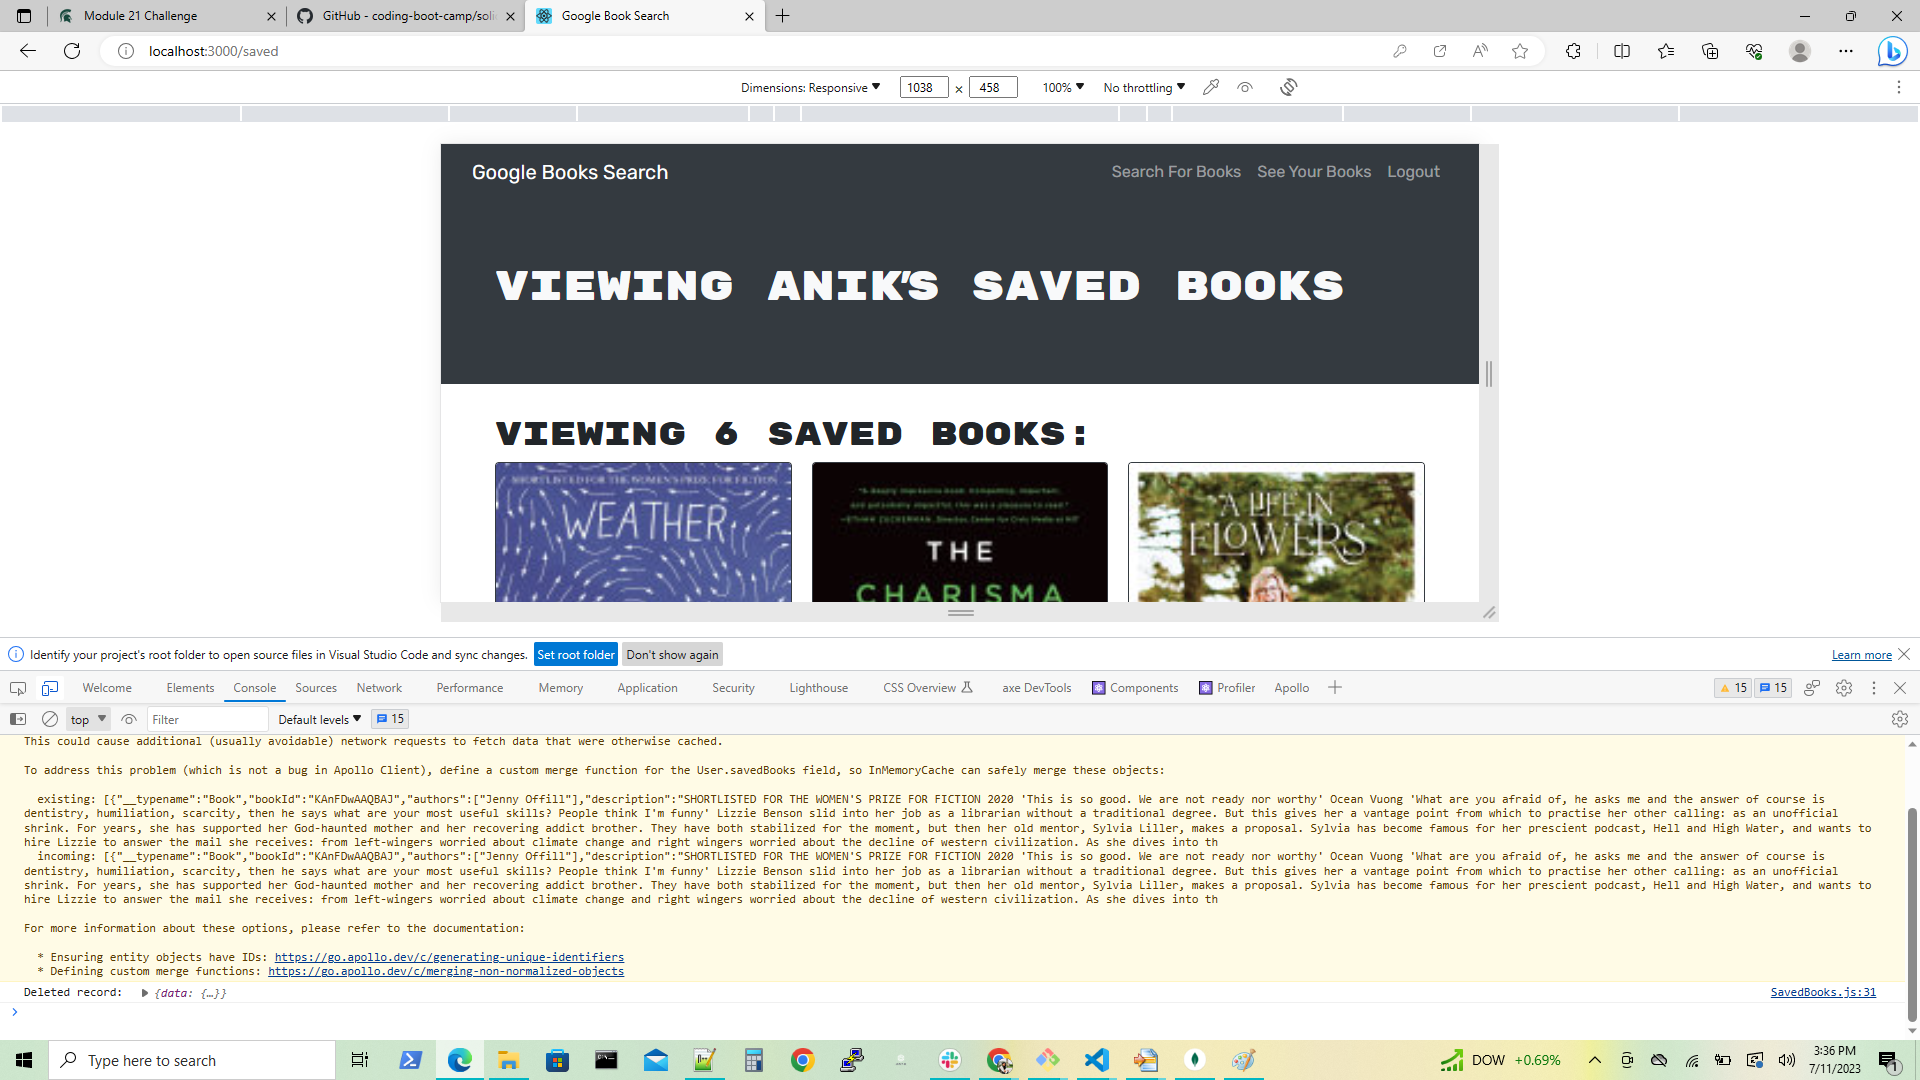 Module 21 Challenge
GitHub - coding-boot-camp/soli
Google Book Search
localhost:3000/saved
Dimensions: Responsive
1038 × 458
100%
No throttling
Google Books Search
Search For Books
See Your Books
Logout
VIEWING ANIK'S SAVED BOOKS
VIEWING 6 SAVED BOOKS:
SHORTLISTED FOR THE WOMEN'S PRIZE FOR FICTION
WEATHER
THE
CHARISMA
A LIFE IN
FLOWERS
Identify your project's root folder to open source files in Visual Studio Code and sync changes.
Set root folder
Don't show again
Learn more
Welcome
Elements
Console
Sources
Network
Performance
Memory
Application
Security
Lighthouse
CSS Overview
axe DevTools
Components
Profiler
Apollo
15
15
top
Filter
Default levels
15
This could cause additional (usually avoidable) network requests to fetch data that were otherwise cached.
To address this problem (which is not a bug in Apollo Client), define a custom merge function for the User.savedBooks field, so InMemoryCache can safely merge these objects:
existing: [{"__typename":"Book","bookId":"KAnFDwAAQBAJ","authors":["Jenny Offill"],"description":"SHORTLISTED FOR THE WOMEN'S PRIZE FOR FICTION 2020 'This is so good. We are not ready nor worthy' Ocean Vuong 'What are you afraid of, he asks me and the answer of course is
dentistry, humiliation, scarcity, then he says what are your most useful skills? People think I'm funny' Lizzie Benson slid into her job as a librarian without a traditional degree. But this gives her a vantage point from which to practise her other calling: as an unofficial
shrink. For years, she has supported her God-haunted mother and her recovering addict brother. They have both stabilized for the moment, but then her old mentor, Sylvia Liller, makes a proposal. Sylvia has become famous for her prescient podcast, Hell and High Water, and wants to
hire Lizzie to answer the mail she receives: from left-wingers worried about climate change and right wingers worried about the decline of western civilization. As she dives into th
incoming: [{"__typename":"Book","bookId":"KAnFDwAAQBAJ","authors":["Jenny Offill"],"description":"SHORTLISTED FOR THE WOMEN'S PRIZE FOR FICTION 2020 'This is so good. We are not ready nor worthy' Ocean Vuong 'What are you afraid of, he asks me and the answer of course is
dentistry, humiliation, scarcity, then he says what are your most useful skills? People think I'm funny' Lizzie Benson slid into her job as a librarian without a traditional degree. But this gives her a vantage point from which to practise her other calling: as an unofficial
shrink. For years, she has supported her God-haunted mother and her recovering addict brother. They have both stabilized for the moment, but then her old mentor, Sylvia Liller, makes a proposal. Sylvia has become famous for her prescient podcast, Hell and High Water, and wants to
hire Lizzie to answer the mail she receives: from left-wingers worried about climate change and right wingers worried about the decline of western civilization. As she dives into th
For more information about these options, please refer to the documentation:
* Ensuring entity objects have IDs: https://go.apollo.dev/c/generating-unique-identifiers
* Defining custom merge functions: https://go.apollo.dev/c/merging-non-normalized-objects
Deleted record: {data: {…}}
SavedBooks.js:31
Type here to search
DOW +0.69%
3:36 PM
7/11/2023
1